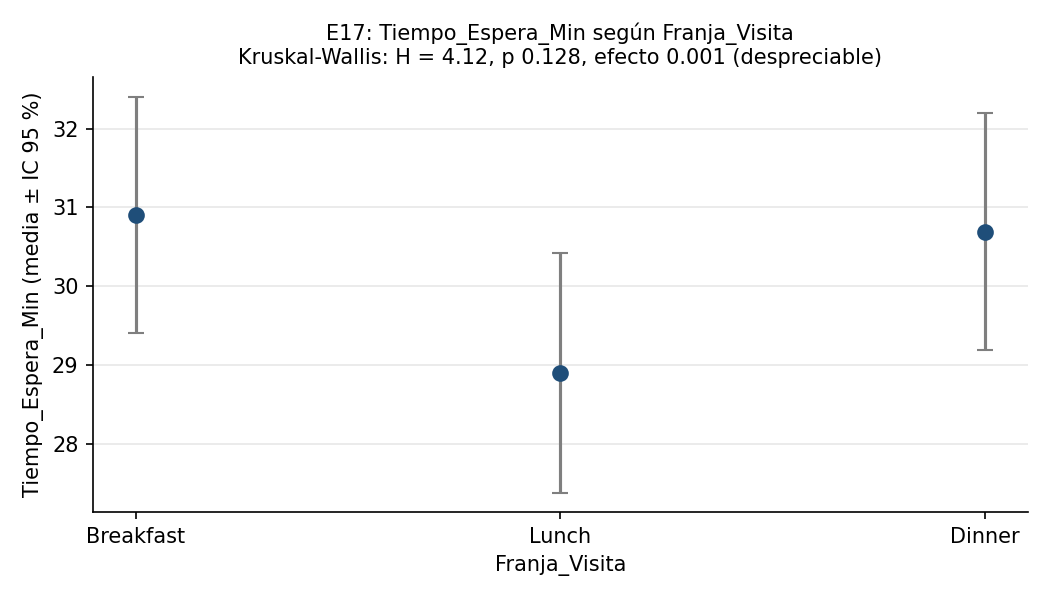 E17: Tiempo_Espera_Min según Franja_Visita
Kruskal-Wallis: H = 4.12, p 0.128, efecto 0.001 (despreciable)
Tiempo_Espera_Min (media ± IC 95 %)
32
31
30
29
28
Breakfast
Lunch
Dinner
Franja_Visita